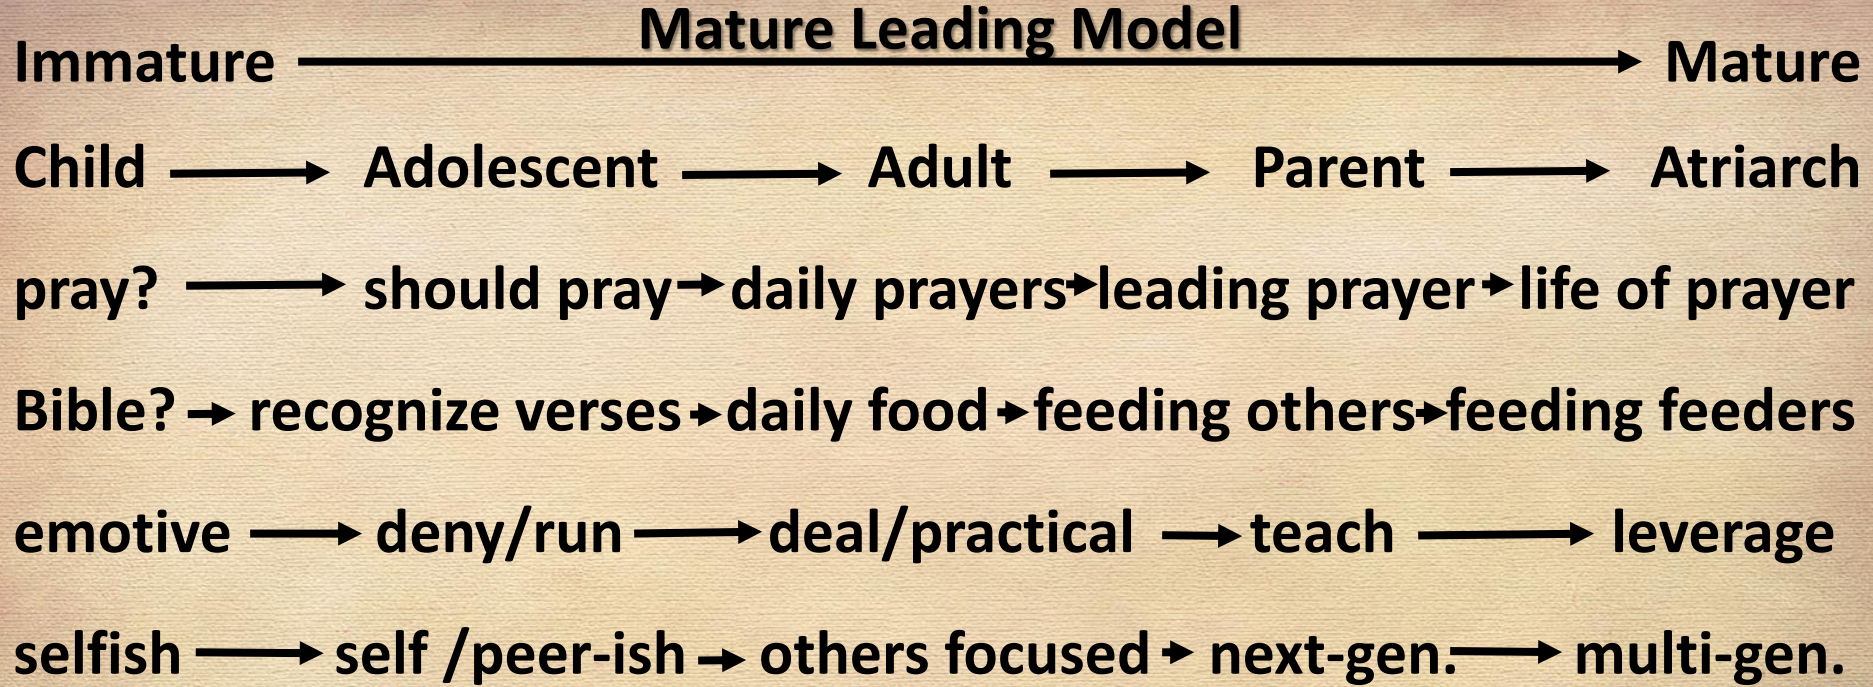 Mature Leading Model
Immature Mature
Child Adolescent Adult Parent Atriarch
pray? should pray daily prayers leading prayer life of prayer
Bible? recognize verses daily food feeding others feeding feeders
emotive deny/run deal/practical teach leverage
selfish self /peer-ish others focused next-gen. multi-gen.